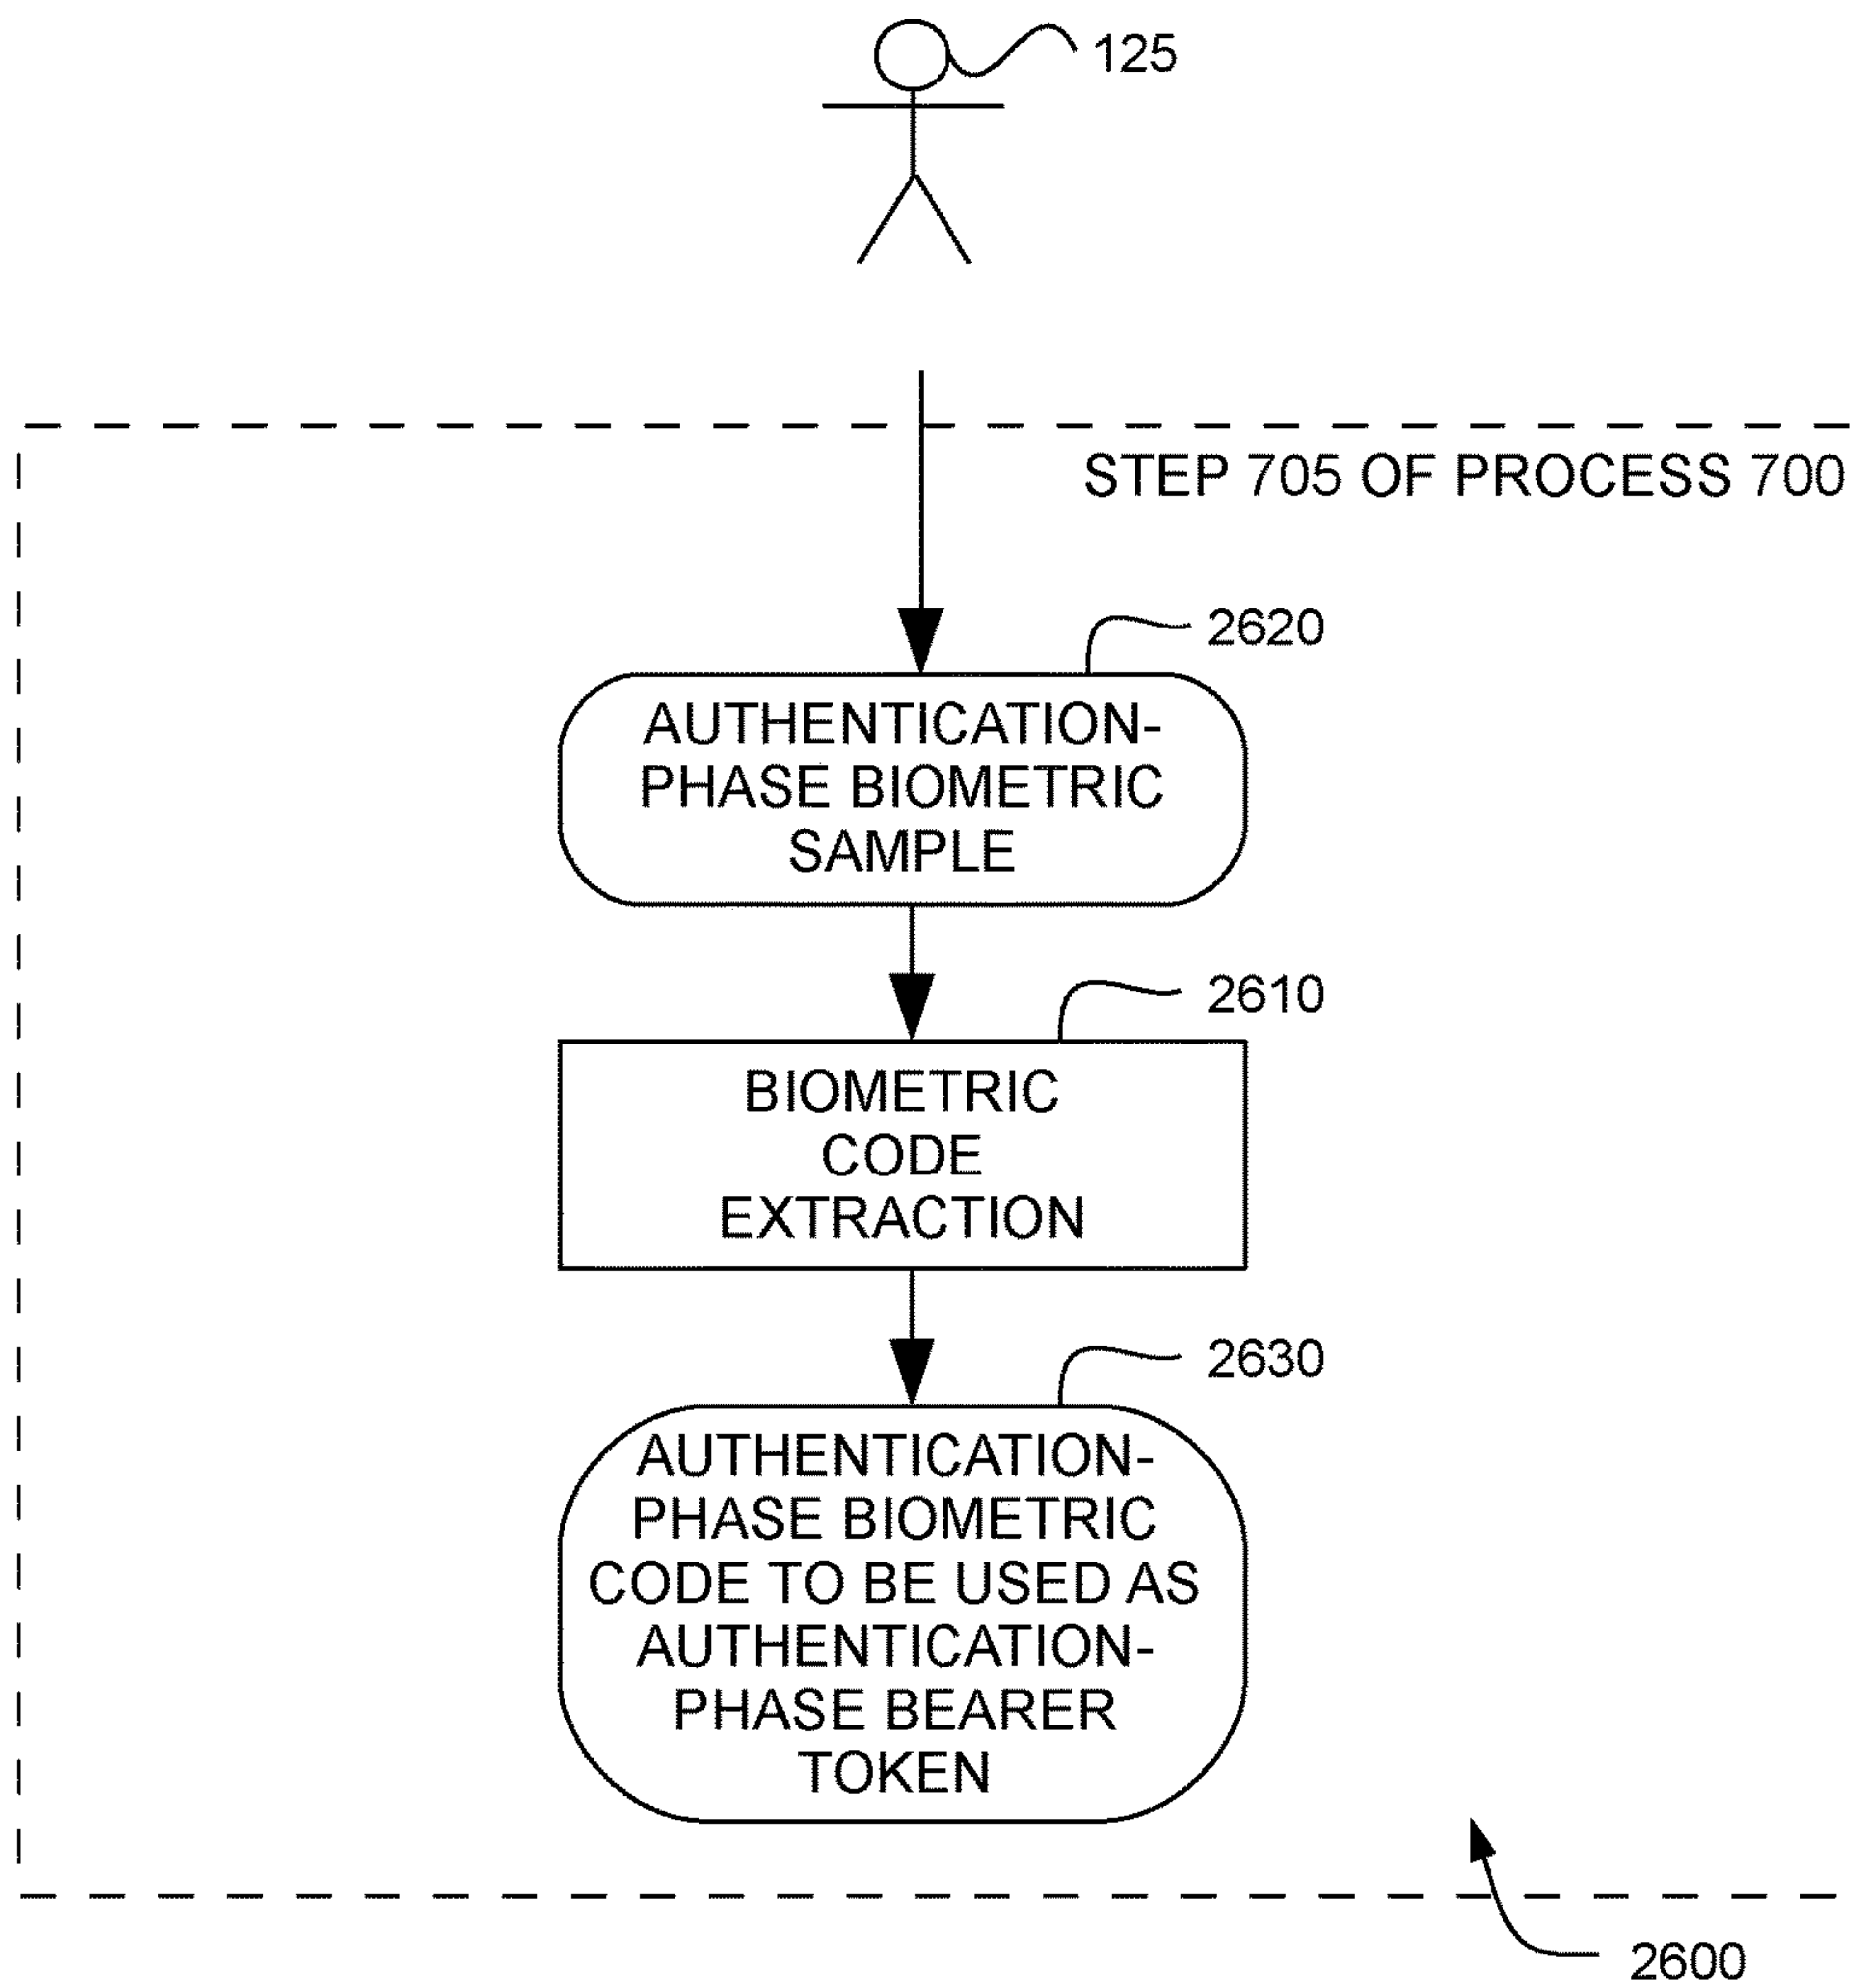 125
STEP 705 OF PROCESS 700
2620
AUTHENTICATION-
PHASE BIOMETRIC
SAMPLE
2610
BIOMETRIC
CODE
EXTRACTION
2630
AUTHENTICATION-
PHASE BIOMETRIC
CODE TO BE USED AS
AUTHENTICATION-
PHASE BEARER
TOKEN
2600